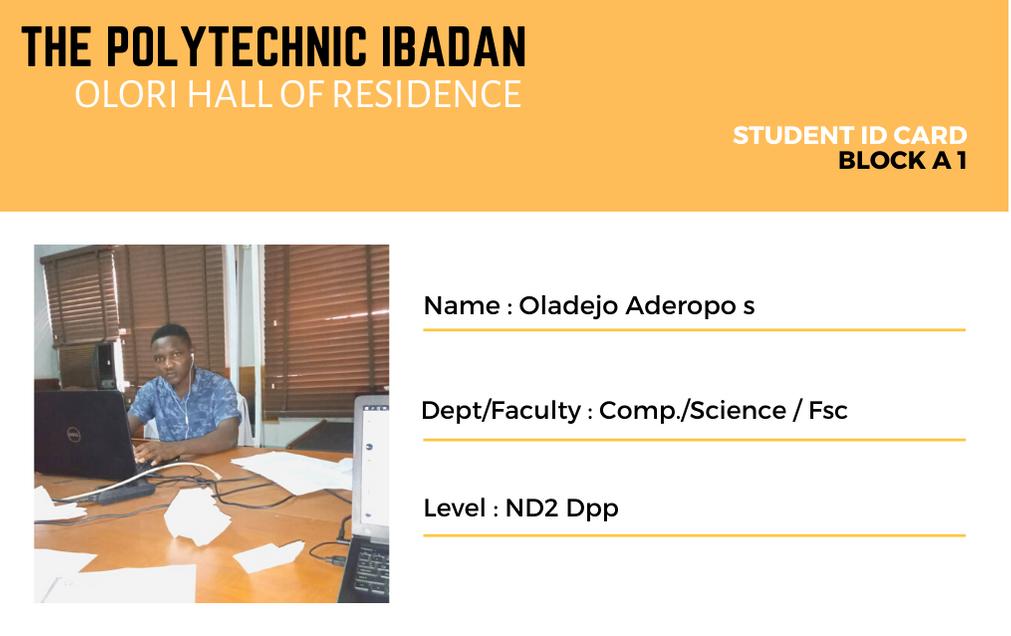 THE POLYTECHNIC IBADAN
OLORI HALL OF RESIDENCE
STUDENT ID CARD
BLOCK A 1
Name : Oladejo Aderopo s
Dept/Faculty : Comp./Science / Fsc
Level : ND2 Dpp
DELL